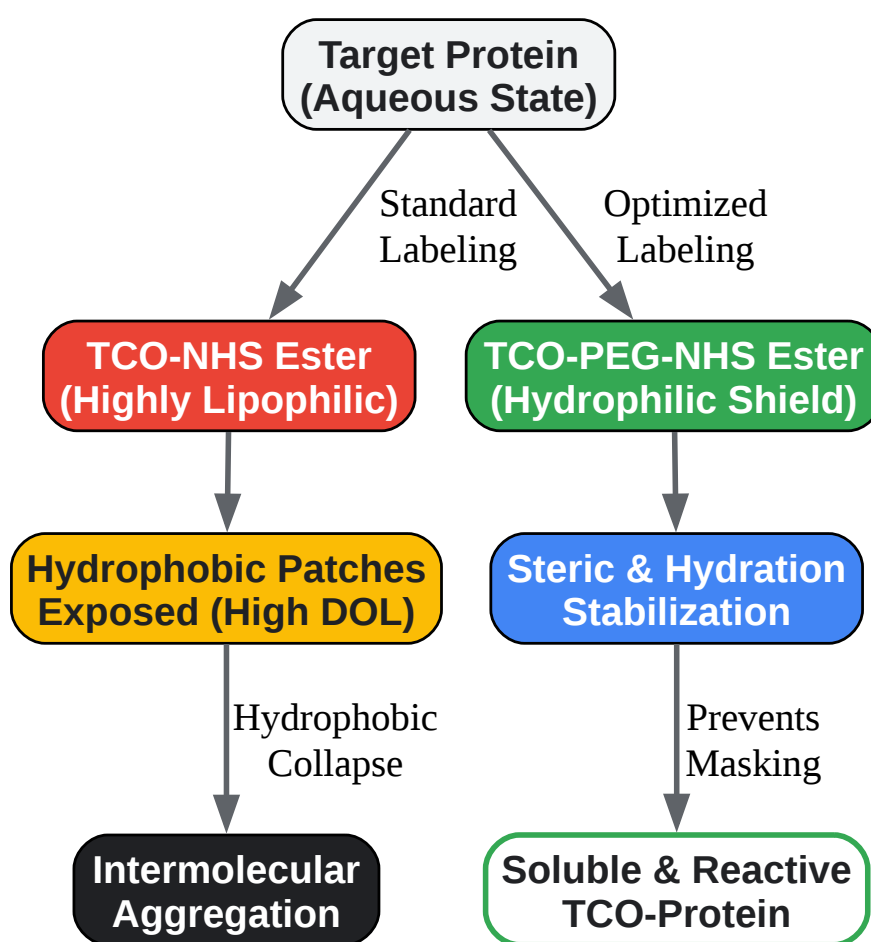 Target Protein
(Aqueous State)
Standard
Labeling
Optimized
Labeling
TCO-NHS Ester
(Highly Lipophilic)
TCO-PEG-NHS Ester
(Hydrophilic Shield)
Hydrophobic Patches
Exposed (High DOL)
Steric & Hydration
Stabilization
Hydrophobic
Collapse
Prevents
Masking
Intermolecular
Aggregation
Soluble & Reactive
TCO-Protein